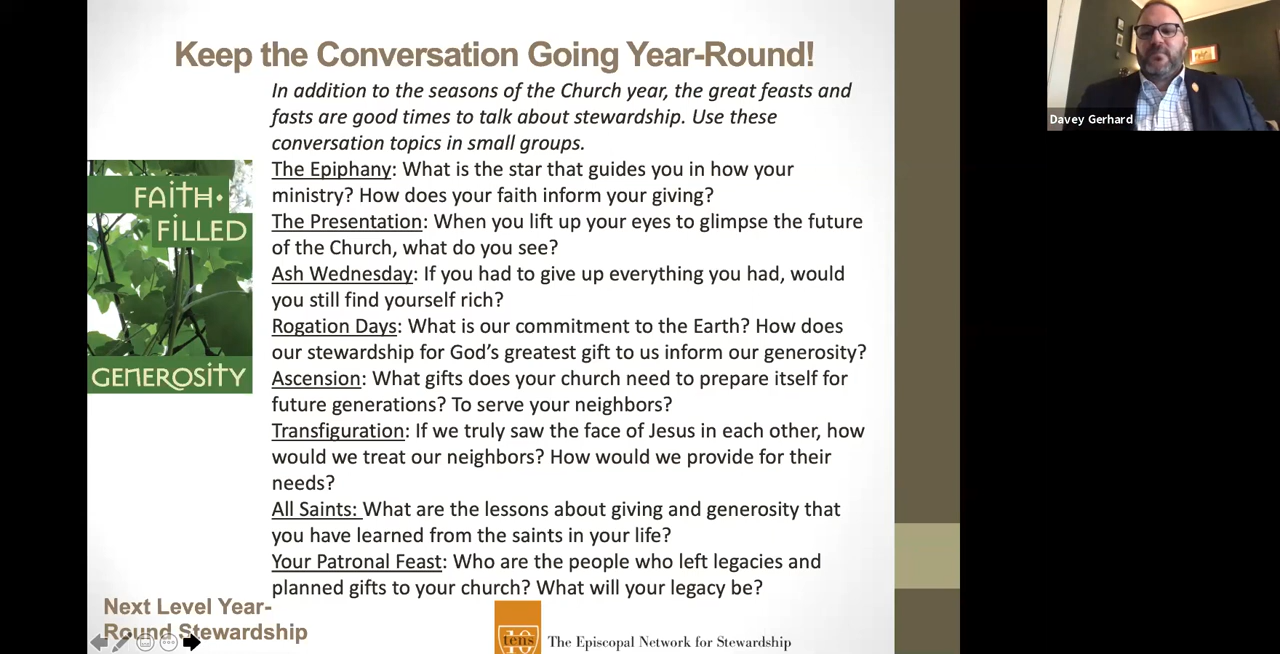 Keep the Conversation Going Year-Round!
In addition to the seasons of the Church year, the great feasts and
fasts are good times to talk about stewardship. Use these
conversation topics in small groups.
The Epiphany: What is the star that guides you in how your
ministry? How does your faith inform your giving?
The Presentation: When you lift up your eyes to glimpse the future
of the Church, what do you see?
Ash Wednesday: If you had to give up everything you had, would
you still find yourself rich?
Rogation Days: What is our commitment to the Earth? How does
our stewardship for God's greatest gift to us inform our generosity?
Ascension: What gifts does your church need to prepare itself for
future generations? To serve your neighbors?
Transfiguration: If we truly saw the face of Jesus in each other, how
would we treat our neighbors? How would we provide for their
needs?
All Saints: What are the lessons about giving and generosity that
you have learned from the saints in your life?
Your Patronal Feast: Who are the people who left legacies and
planned gifts to your church? What will your legacy be?
FAITH·
FILLED
GENEROSITY
Next Level Year-
Round Stewardship
tens
10
The Episcopal Network for Stewardship
Davey Gerhard